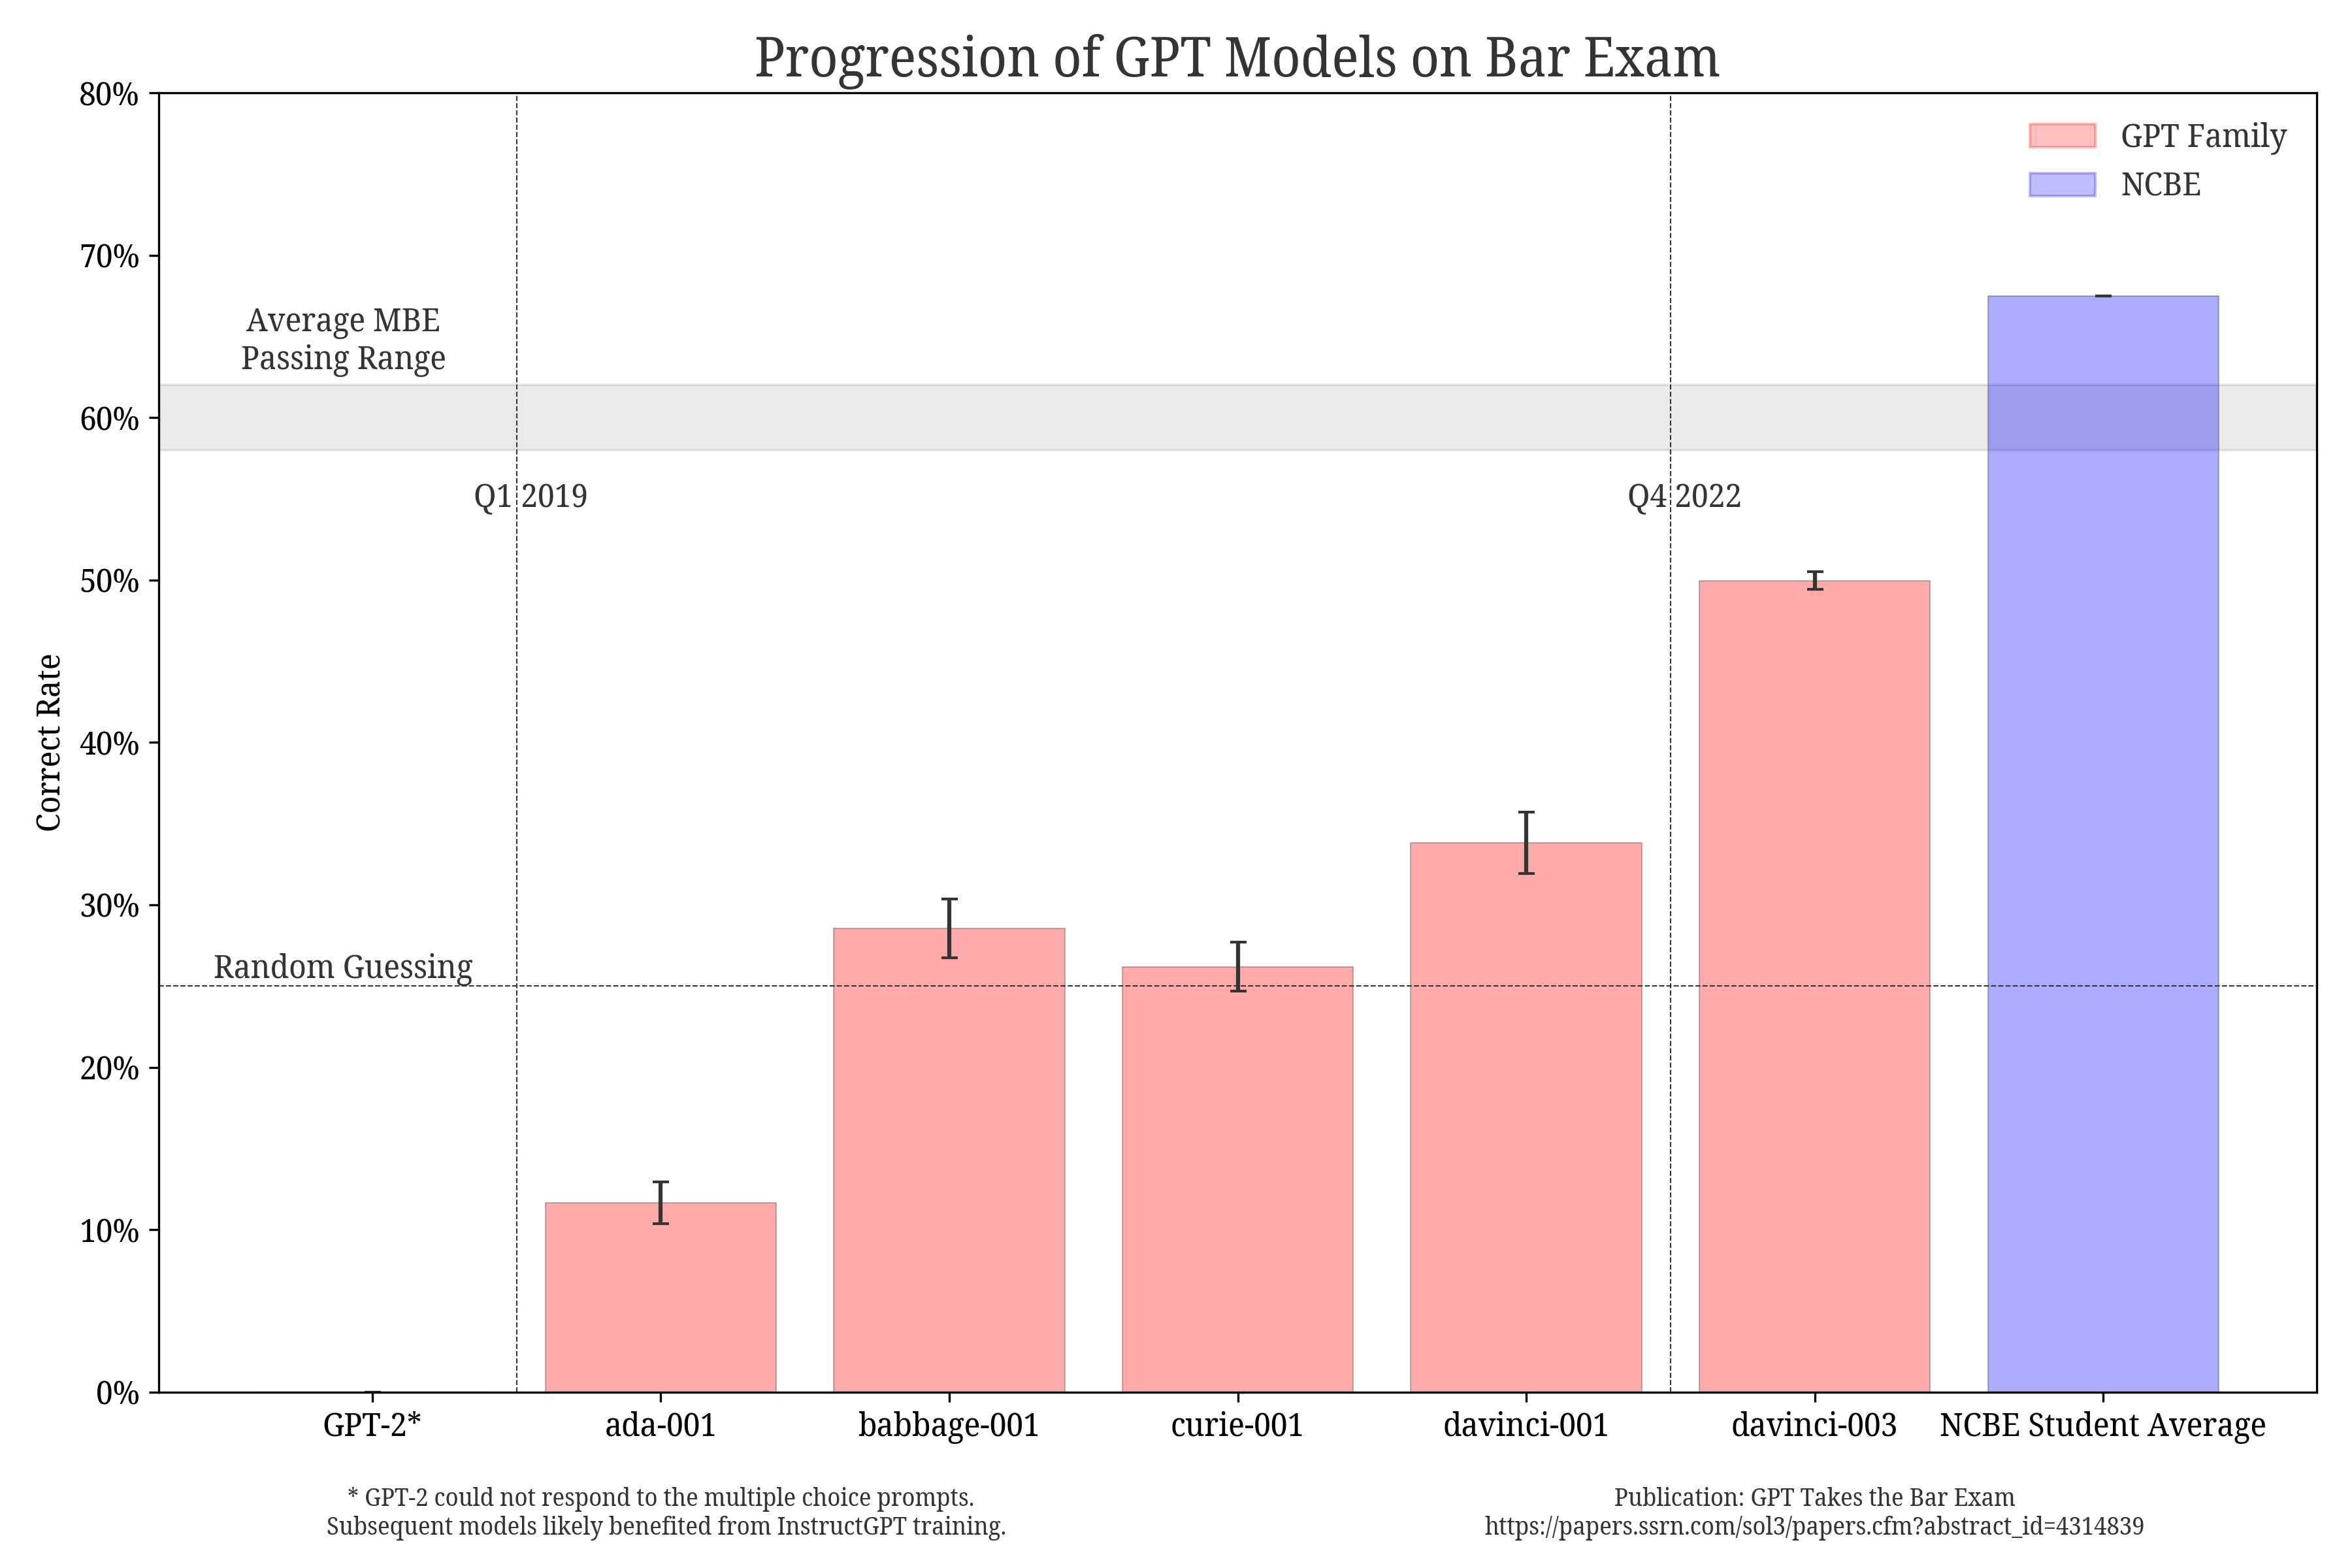 Progression of GPT Models on Bar Exam
80%
70%
60%
50%
40%
30%
20%
10%
0%
Correct Rate
GPT Family
NCBE
Average MBE
Passing Range
Q1 2019
Q4 2022
Random Guessing
GPT-2*
ada-001
babbage-001
curie-001
davinci-001
davinci-003
NCBE Student Average
* GPT-2 could not respond to the multiple choice prompts.
Subsequent models likely benefited from InstructGPT training.
Publication: GPT Takes the Bar Exam
https://papers.ssrn.com/sol3/papers.cfm?abstract_id=4314839